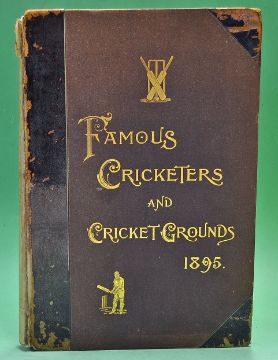 FAMOUS
CRICKETERS
AND
CRICKET GROUNDS
1895.